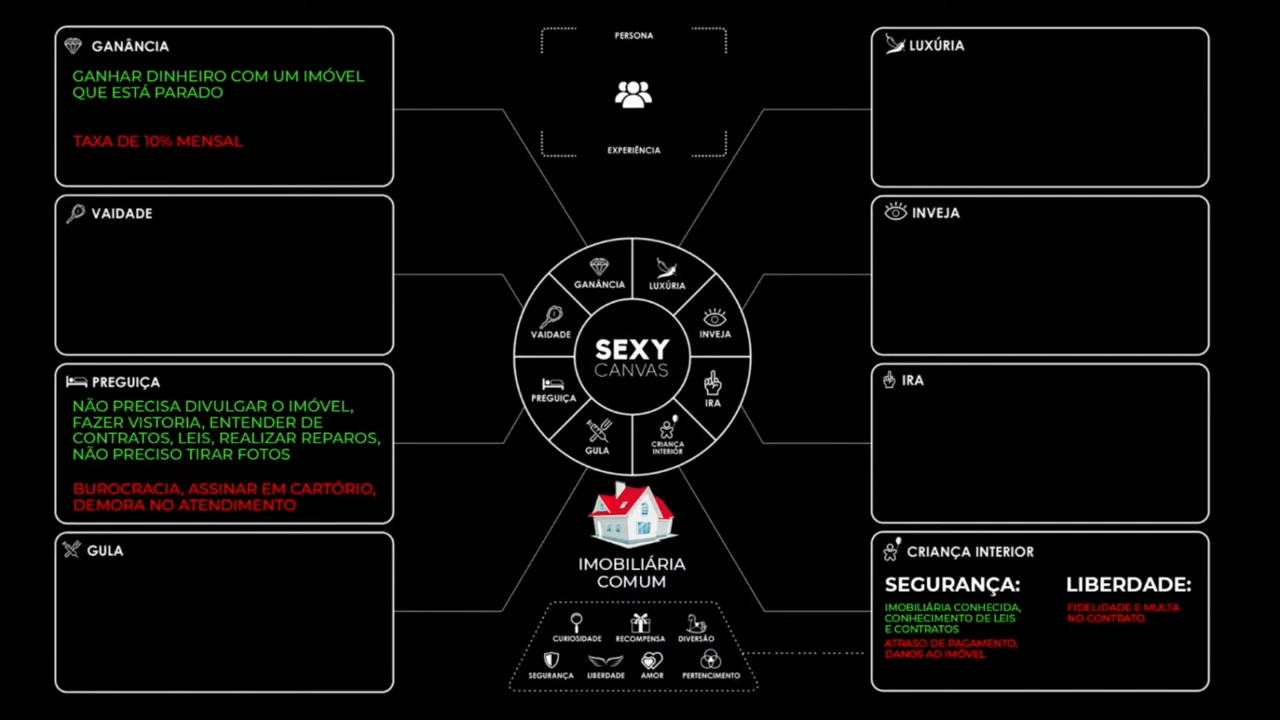 GANÂNCIA
GANHAR DINHEIRO COM UM IMÓVEL
QUE ESTÁ PARADO
TAXA DE 10% MENSAL
VAIDADE
PREGUIÇA
NÃO PRECISA DIVULGAR O IMÓVEL,
FAZER VISTORIA, ENTENDER DE
CONTRATOS, LEIS, REALIZAR REPAROS,
NÃO PRECISO TIRAR FOTOS
BUROCRACIA, ASSINAR EM CARTÓRIO,
DEMORA NO ATENDIMENTO
GULA
PERSONA
EXPERIÊNCIA
GANÂNCIA
LUXÚRIA
VAIDADE
INVEJA
SEXY
CANVAS
PREGUIÇA
IRA
GULA
CRIANÇA
INTERIOR
IMOBILIÁRIA
COMUM
CURIOSIDADE
RECOMPENSA
DIVERSÃO
SEGURANÇA
LIBERDADE
AMOR
PERTENCIMENTO
LUXÚRIA
INVEJA
IRA
CRIANÇA INTERIOR
SEGURANÇA:
IMOBILIÁRIA CONHECIDA,
CONHECIMENTO DE LEIS
E CONTRATOS
ATRASO DE PAGAMENTO,
DANOS AO IMÓVEL
LIBERDADE:
FIDELIDADE E MULTA
NO CONTRATO